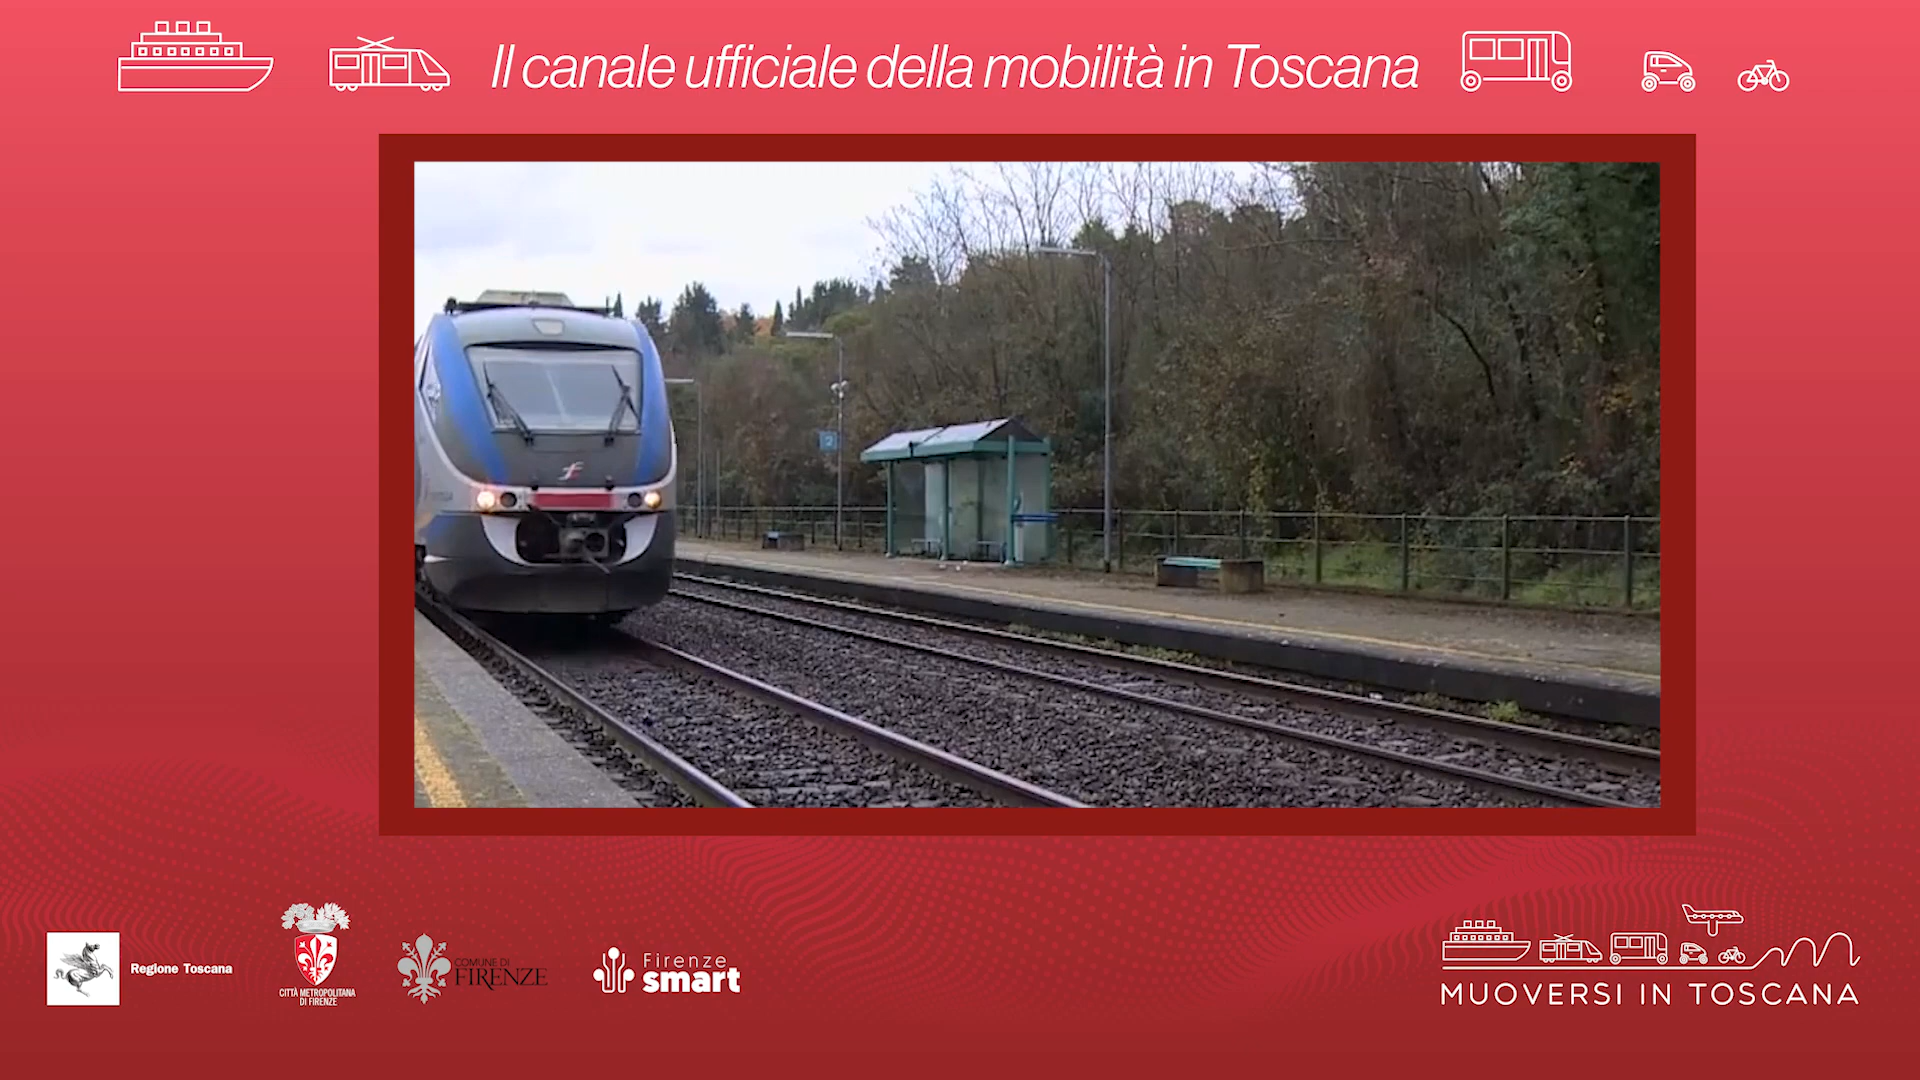 Il canale ufficiale della mobilità in Toscana
2
Regione Toscana
CITTÀ METROPOLITANA
DI FIRENZE
COMUNE DI
FIRENZE
Firenze
smart
MUOVERSI IN TOSCANA